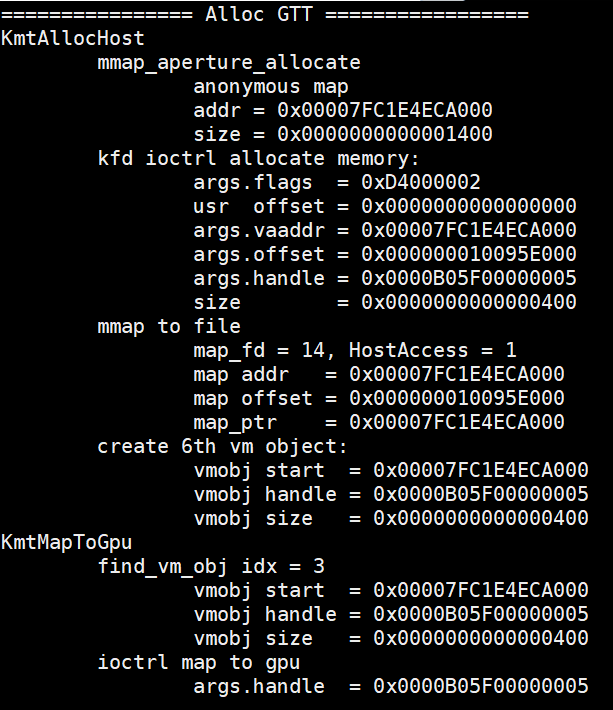 ================ Alloc GTT =================
KmtAllocHost
mmap_aperture_allocate
anonymous map
addr = 0x00007FC1E4ECA000
size = 0x0000000000001400
kfd ioctrl allocate memory:
args.flags  = 0xD4000002
usr  offset = 0x0000000000000000
args.vaaddr = 0x00007FC1E4ECA000
args.offset = 0x000000010095E000
args.handle = 0x0000B05F00000005
size        = 0x0000000000000400
mmap to file
map_fd = 14, HostAccess = 1
map addr   = 0x00007FC1E4ECA000
map offset = 0x000000010095E000
map_ptr    = 0x00007FC1E4ECA000
create 6th vm object:
vmobj start  = 0x00007FC1E4ECA000
vmobj handle = 0x0000B05F00000005
vmobj size   = 0x0000000000000400
KmtMapToGpu
find_vm_obj idx = 3
vmobj start  = 0x00007FC1E4ECA000
vmobj handle = 0x0000B05F00000005
vmobj size   = 0x0000000000000400
ioctrl map to gpu
args.handle  = 0x0000B05F00000005